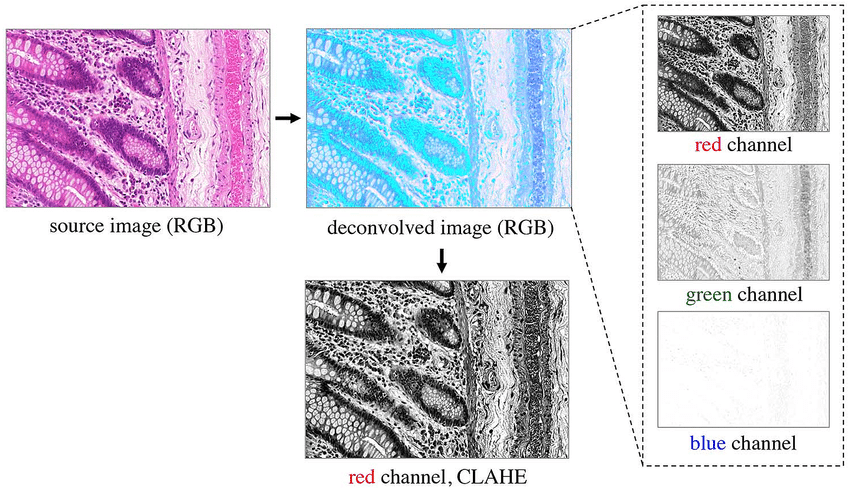 source image (RGB)
deconvolved image (RGB)
red channel
green channel
blue channel
red channel, CLAHE